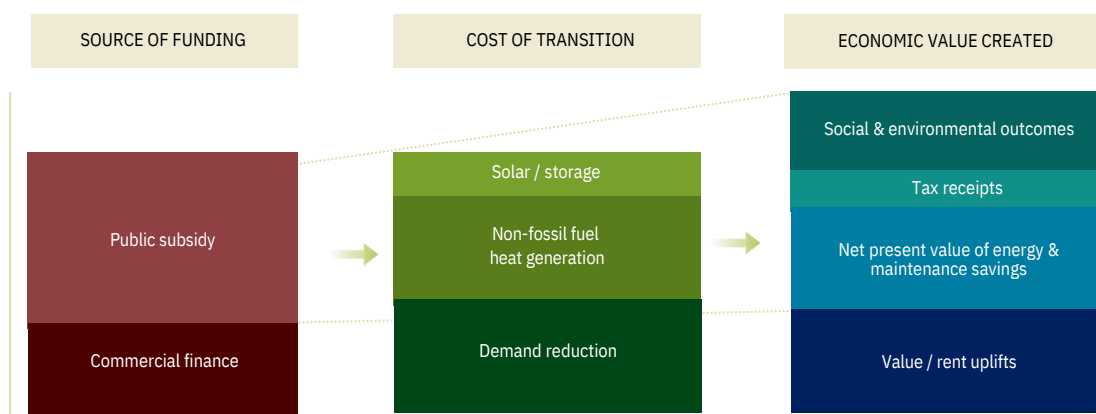 SOURCE OF FUNDING
COST OF TRANSITION
ECONOMIC VALUE CREATED
Public subsidy
Commercial finance
Solar / storage
Non-fossil fuel
heat generation
Demand reduction
Social & environmental outcomes
Tax receipts
Net present value of energy &
maintenance savings
Value / rent uplifts